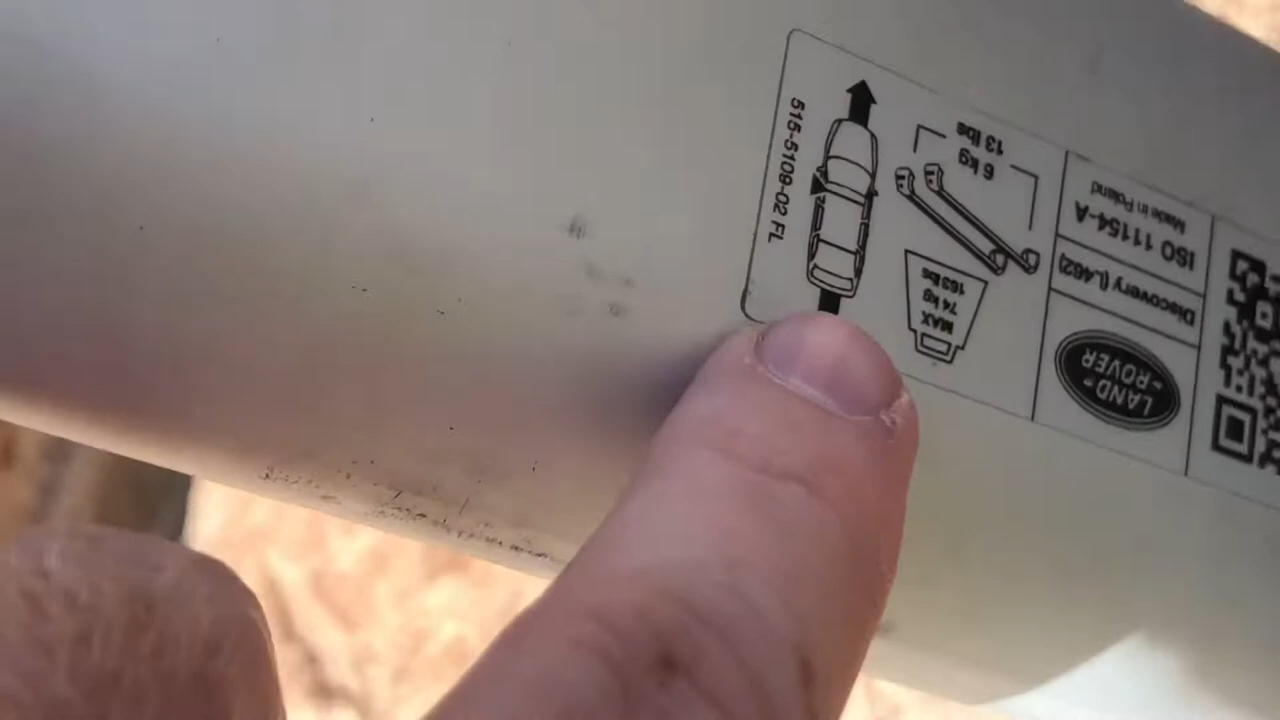 515-5109-02 FL
6 kg
13 lbs
MAX
74 kg
163 lbs
Made in Poland
ISO 11154-A
Discovery (L462)
LAND-
-ROVER